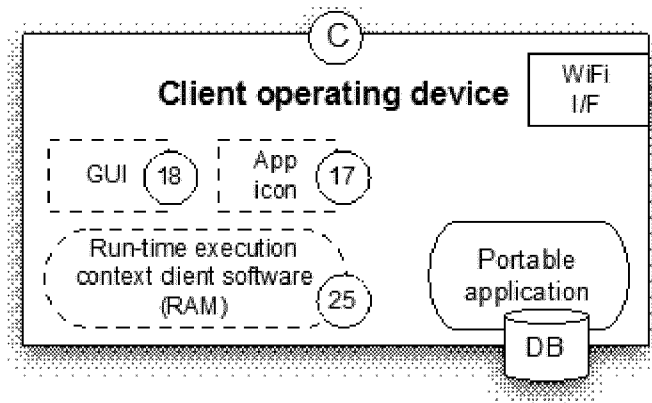 C
Client operating device
WiFi
I/F
GUI
18
App
icon
17
Run-time execution
context client software
(RAM)
25
Portable
application
DB